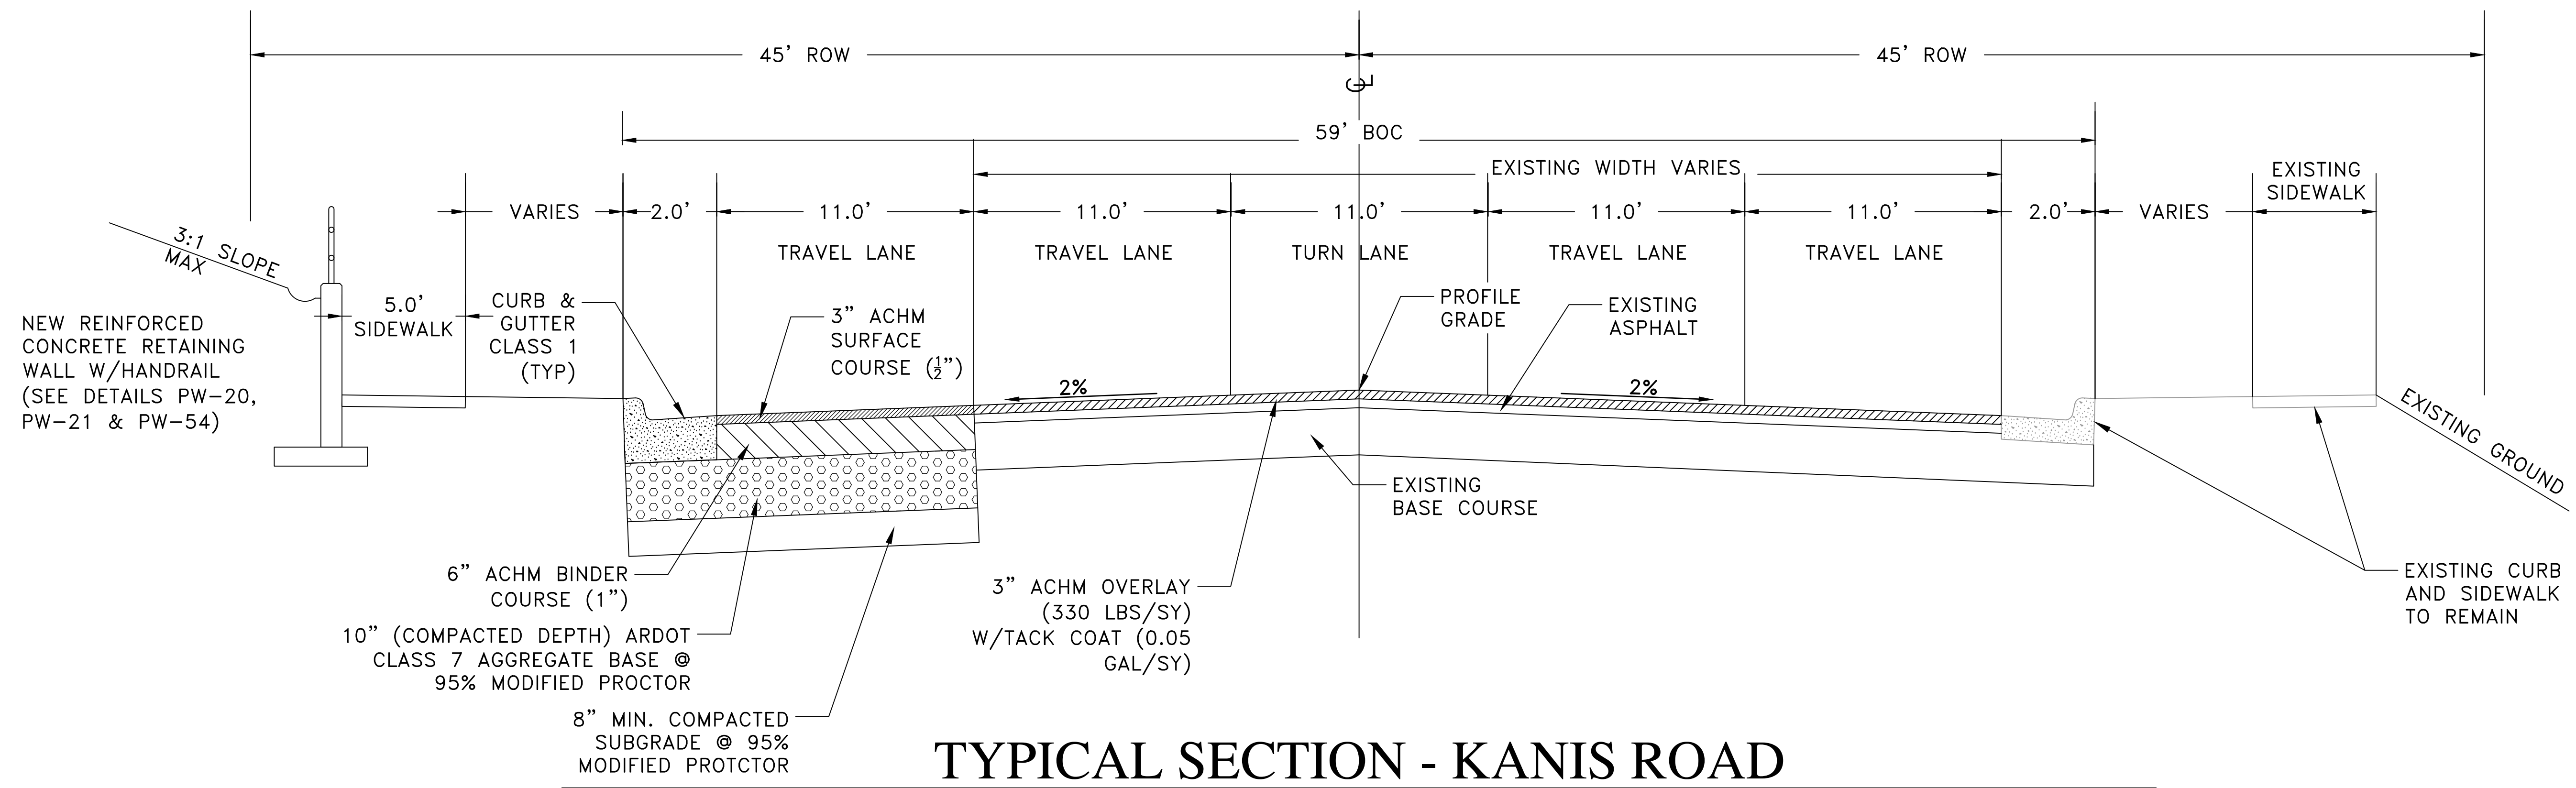 45' ROW
45' ROW
℄
59' BOC
EXISTING WIDTH VARIES
EXISTING
SIDEWALK
VARIES
2.0'
11.0'
11.0'
11.0'
11.0'
11.0'
2.0'
VARIES
TRAVEL LANE
TRAVEL LANE
TURN LANE
TRAVEL LANE
TRAVEL LANE
3:1 SLOPE
MAX
5.0'
SIDEWALK
NEW REINFORCED
CONCRETE RETAINING
WALL W/HANDRAIL
(SEE DETAILS PW-20,
PW-21 & PW-54)
CURB &
GUTTER
CLASS 1
(TYP)
3" ACHM
SURFACE
COURSE (½")
PROFILE
GRADE
EXISTING
ASPHALT
2%
2%
EXISTING GROUND
EXISTING
BASE COURSE
6" ACHM BINDER
COURSE (1")
10" (COMPACTED DEPTH) ARDOT
CLASS 7 AGGREGATE BASE @
95% MODIFIED PROCTOR
8" MIN. COMPACTED
SUBGRADE @ 95%
MODIFIED PROTCTOR
3" ACHM OVERLAY
(330 LBS/SY)
W/TACK COAT (0.05
GAL/SY)
EXISTING CURB
AND SIDEWALK
TO REMAIN
TYPICAL SECTION - KANIS ROAD